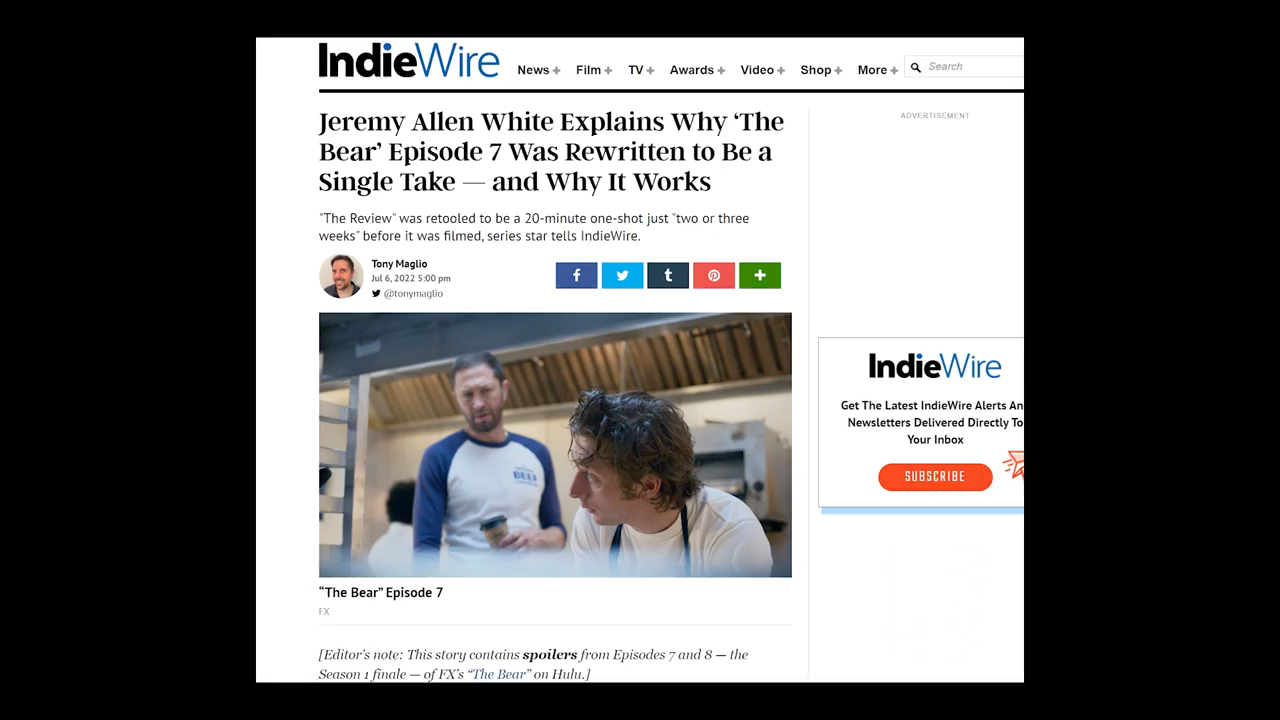 IndieWire
News + Film + TV + Awards + Video + Shop + More + Search
Jeremy Allen White Explains Why ‘The
Bear’ Episode 7 Was Rewritten to Be a
Single Take — and Why It Works
"The Review" was retooled to be a 20-minute one-shot just "two or three
weeks" before it was filmed, series star tells IndieWire.
Tony Maglio
Jul 6, 2022 5:00 pm
@tonymaglio
“The Bear” Episode 7
FX
[Editor’s note: This story contains spoilers from Episodes 7 and 8 — the
Season 1 finale — of FX’s “The Bear” on Hulu.]
ADVERTISEMENT
IndieWire
Get The Latest IndieWire Alerts An
Newsletters Delivered Directly To
Your Inbox
SUBSCRIBE